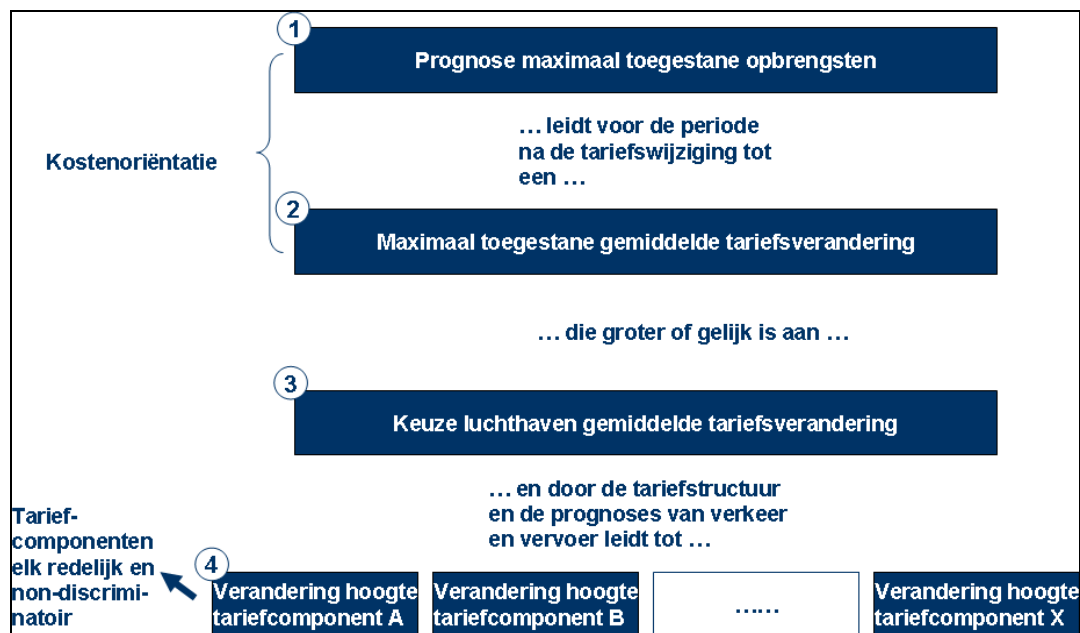 1
Prognose maximaal toegestane opbrengsten
… leidt voor de periode
na de tariefswijziging tot
een …
Kostenoriëntatie
2
Maximaal toegestane gemiddelde tariefsverandering
… die groter of gelijk is aan …
3
Keuze luchthaven gemiddelde tariefsverandering
… en door de tariefstructuur
en de prognoses van verkeer
en vervoer leidt tot …
Tarief-
componenten
elk redelijk en
non-discrimi-
natoir
4
Verandering hoogte
tariefcomponent A
Verandering hoogte
tariefcomponent B
……
Verandering hoogte
tariefcomponent X